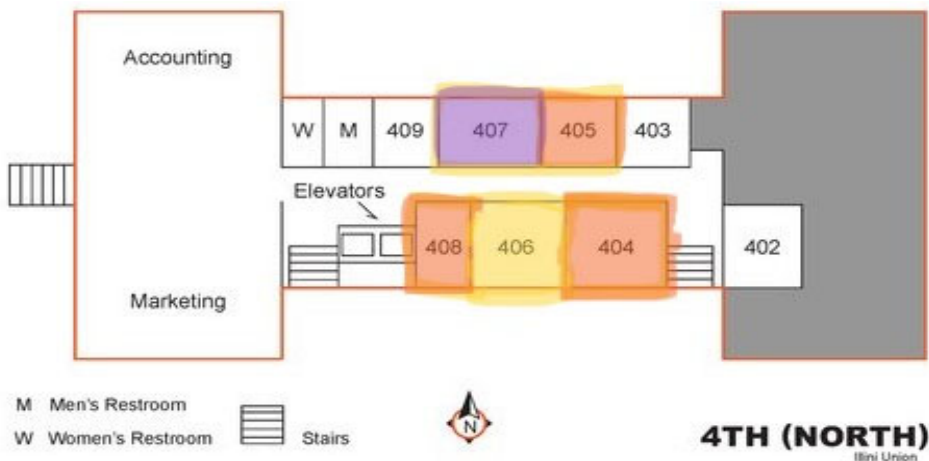 Accounting
W M 409 407 405 403
Elevators
408 406 404 402
Marketing
M Men's Restroom
W Women's Restroom
Stairs
N
4TH (NORTH)
Illini Union